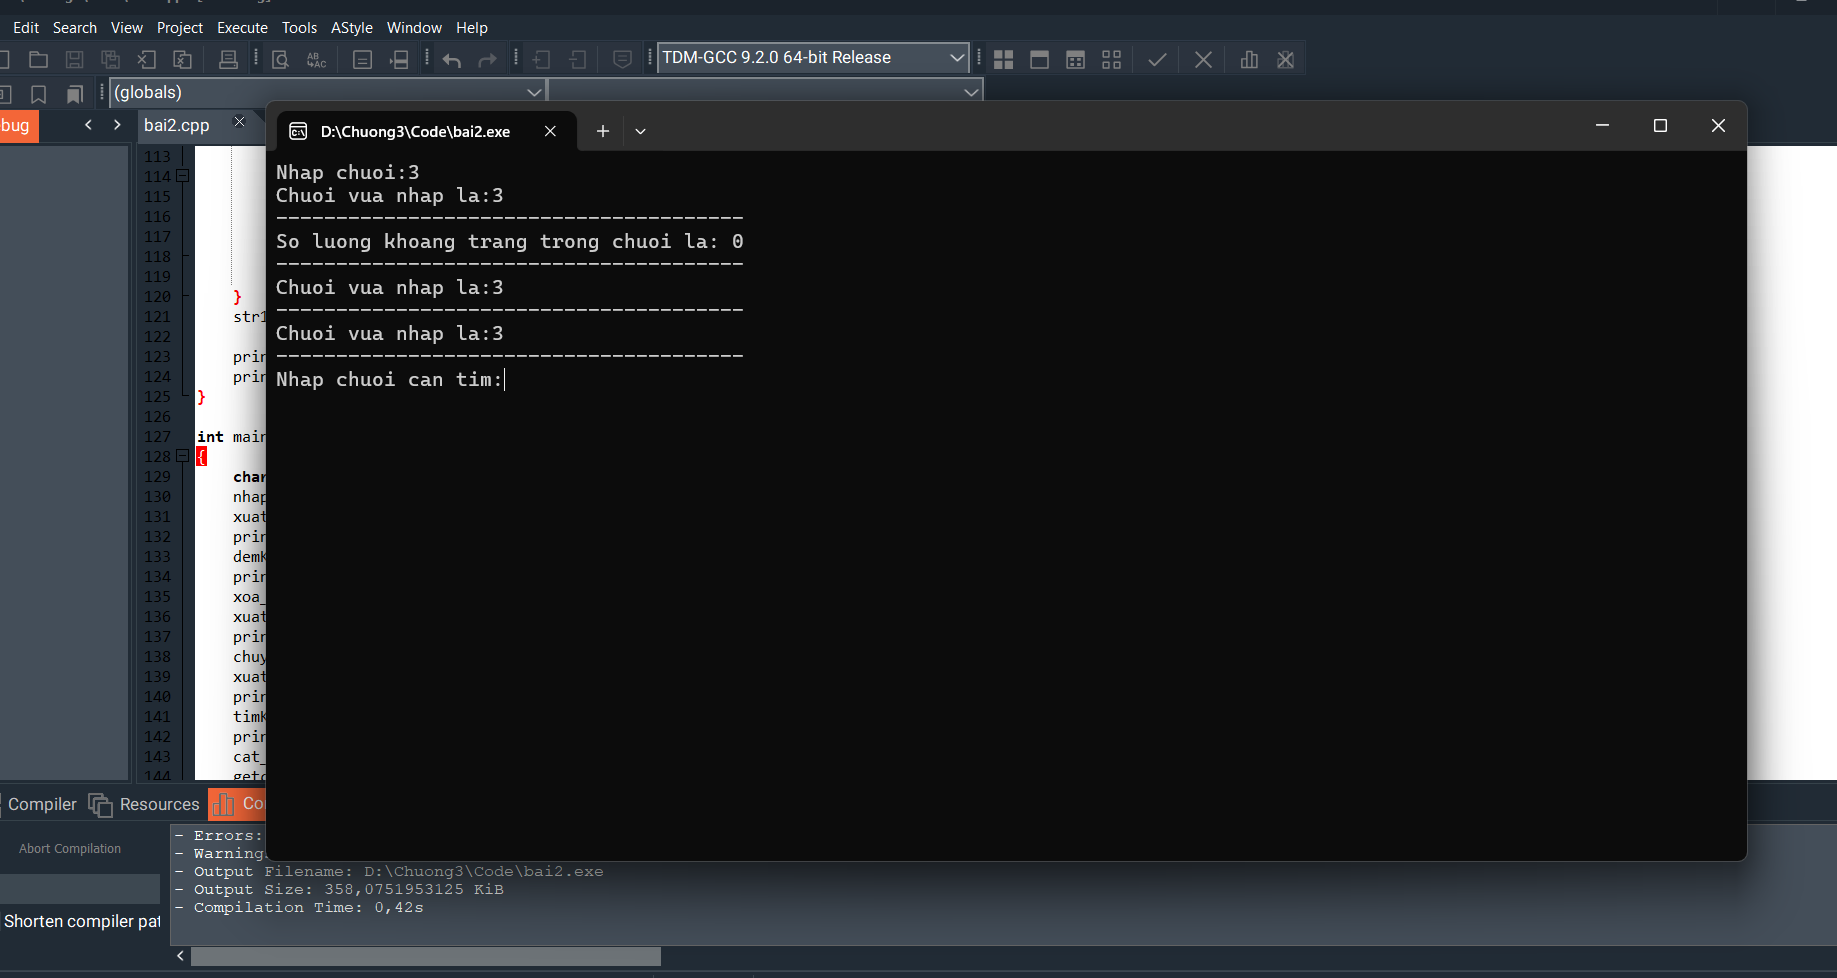 Edit Search View Project Execute Tools AStyle Window Help
TDM-GCC 9.2.0 64-bit Release
(globals)
bug
bai2.cpp
D:\Chuong3\Code\bai2.exe
Nhap chuoi:3
Chuoi vua nhap la:3
---------------------------------------
So luong khoang trang trong chuoi la: 0
---------------------------------------
Chuoi vua nhap la:3
---------------------------------------
Chuoi vua nhap la:3
---------------------------------------
Nhap chuoi can tim:
113
114
115
116
117
118
119
120 }
121 str1
122
123 prin
124 prin
125 }
126
127 int main
128 {
129 char
130 nhap
131 xuat
132 prin
133 demK
134 prin
135 xoa_
136 xuat
137 prin
138 chuy
139 xuat
140 prin
141 timK
142 prin
143 cat_
144 getc
Compiler Resources Co
Abort Compilation
Shorten compiler pat
- Errors:
- Warning
- Output Filename: D:\Chuong3\Code\bai2.exe
- Output Size: 358,0751953125 KiB
- Compilation Time: 0,42s